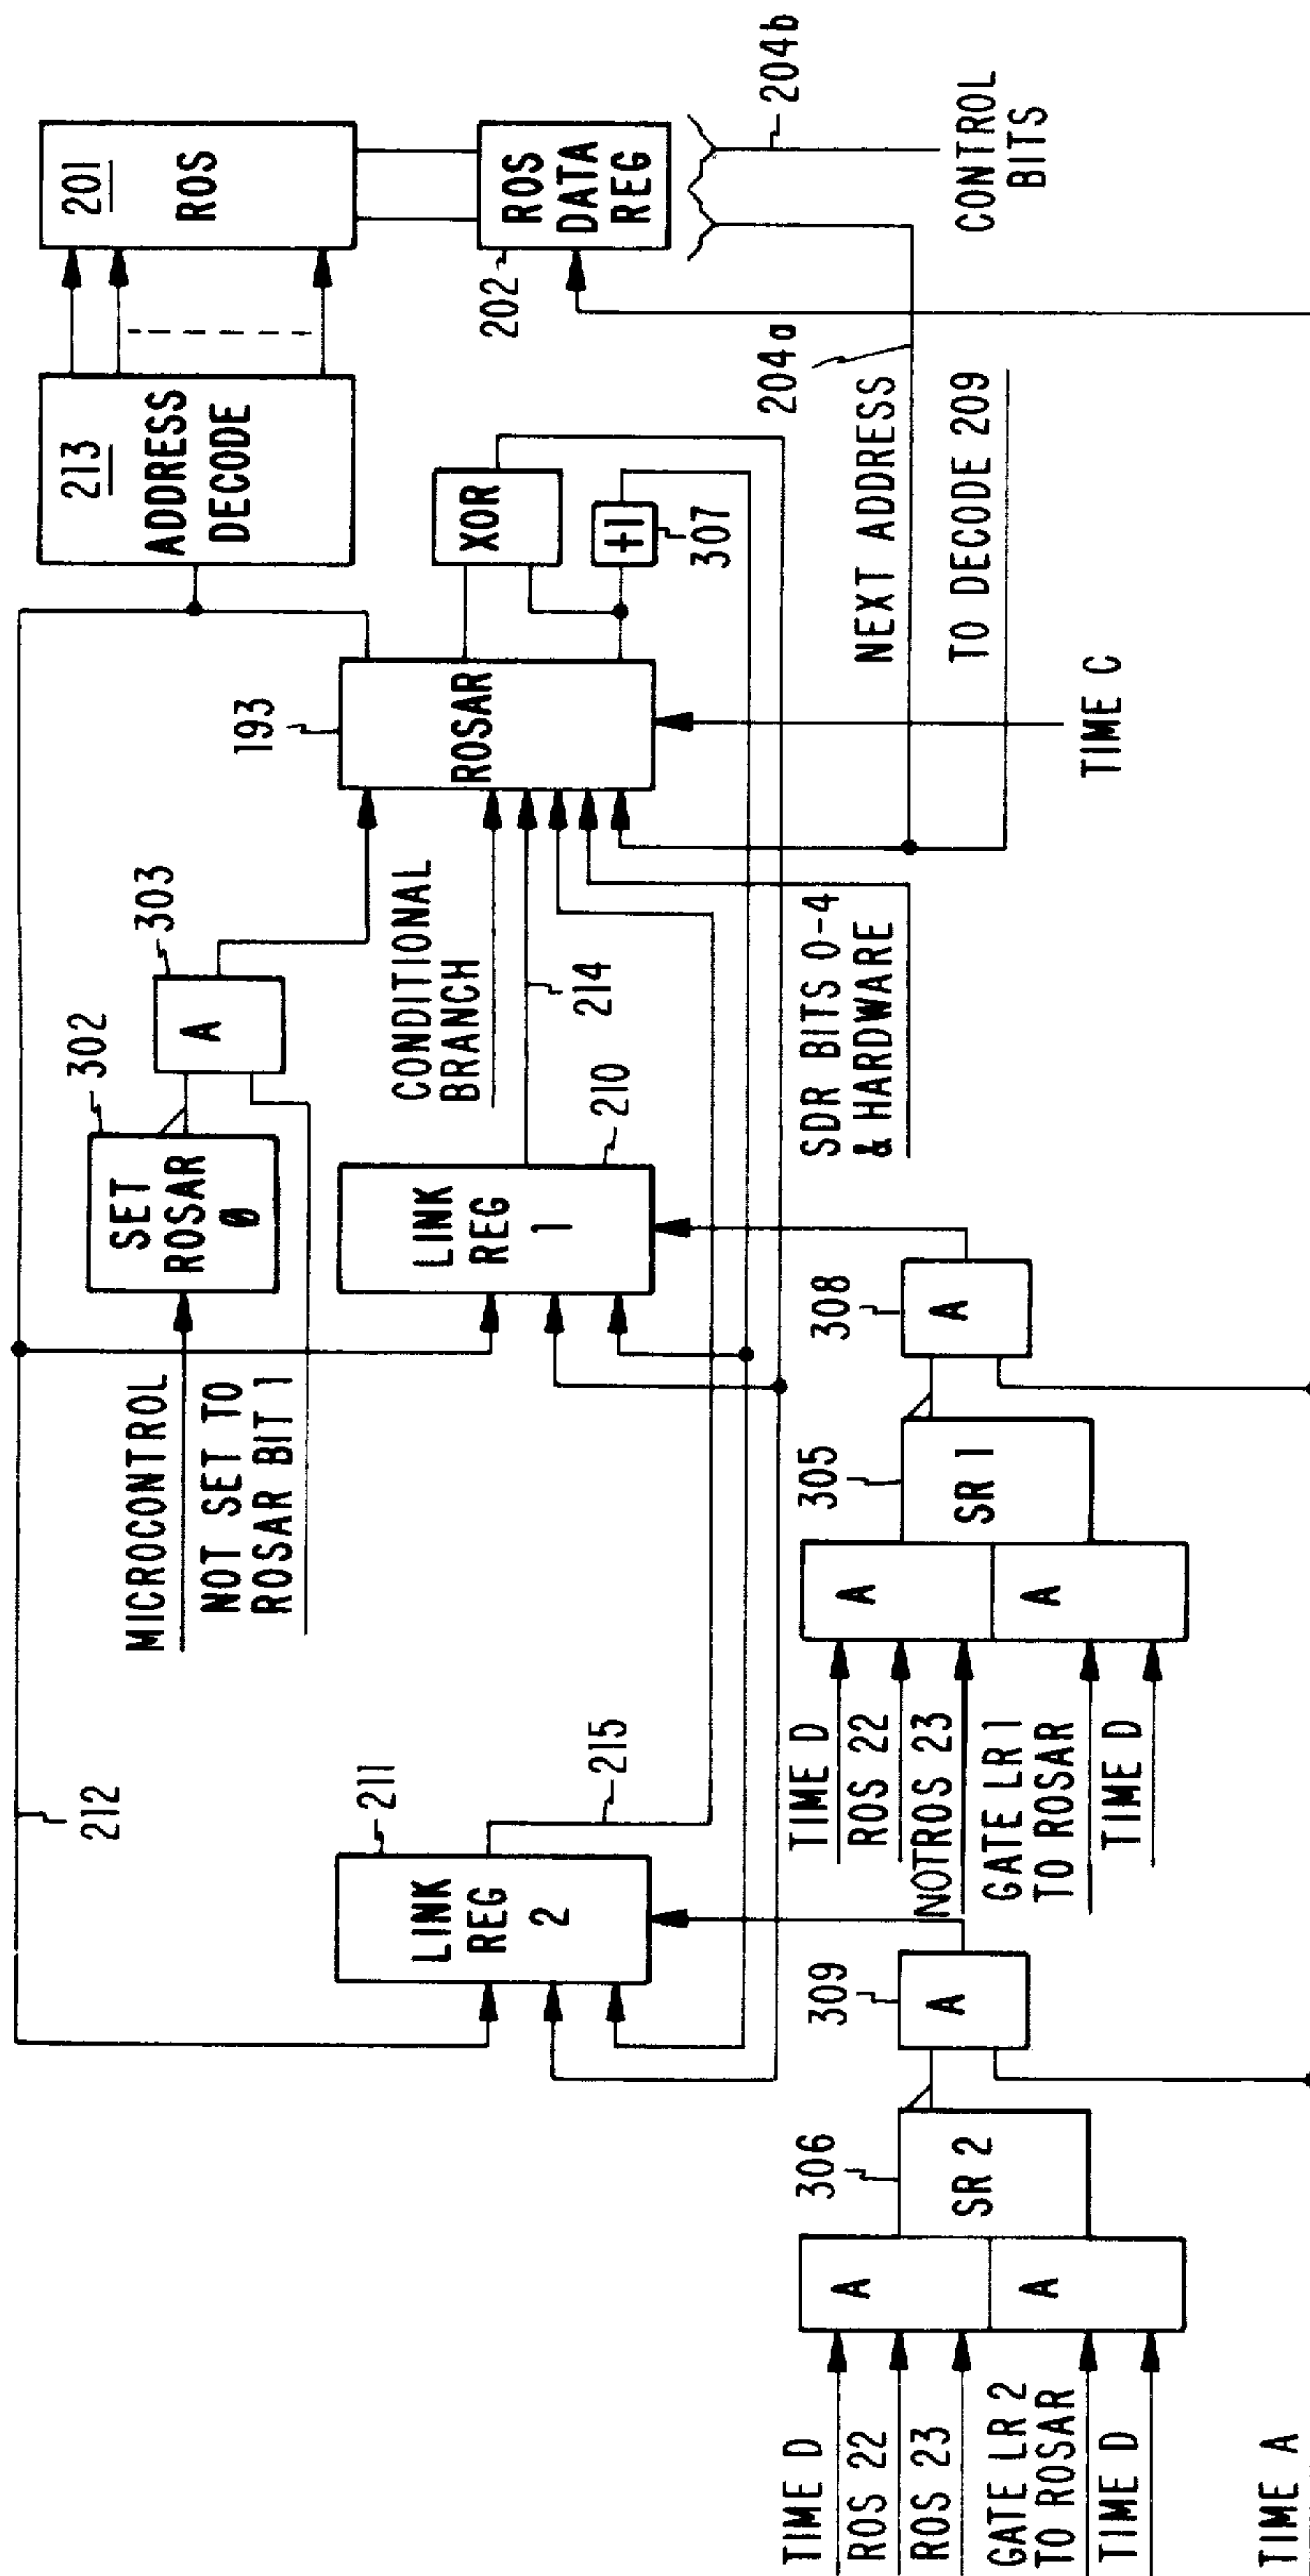 213
ADDRESS
DECODE
201
ROS
212
302
SET
ROSAR
0
303
A
MICROCONTROL
NOT SET TO
ROSAR BIT 1
193
ROSAR
XOR
+1
307
202
ROS
DATA
REG
204b
CONTROL
BITS
211
LINK
REG
2
215
LINK
REG
1
210
214
CONDITIONAL
BRANCH
SDR BITS 0-4
& HARDWARE
204a
NEXT ADDRESS
TO DECODE 209
TIME C
306
SR 2
A
A
309
A
TIME D
ROS 22
ROS 23
GATE LR 2
TO ROSAR
TIME D
305
SR 1
A
A
308
A
TIME D
ROS 22
NOTROS 23
GATE LR 1
TO ROSAR
TIME D
TIME A